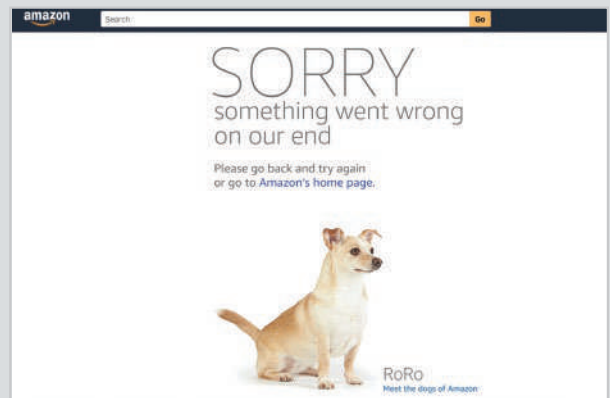 amazon
Search Go
SORRY
something went wrong
on our end
Please go back and try again
or go to Amazon's home page.
RoRo
Meet the dogs of Amazon